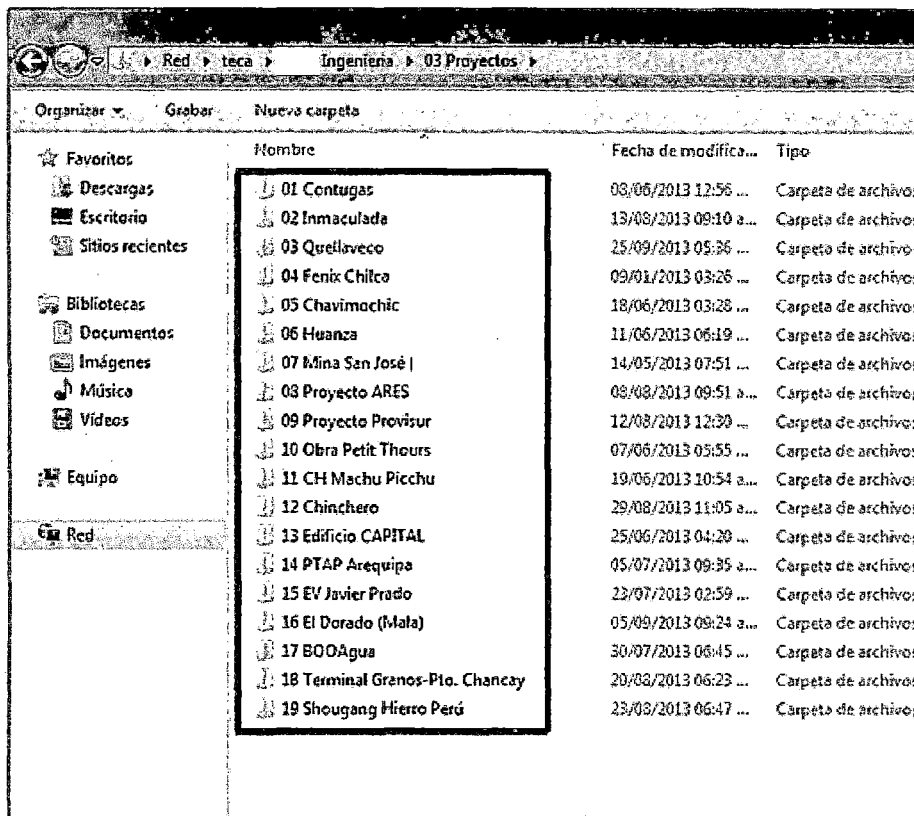 Red ▸ teca ▸ Ingeniería ▸ 03 Proyectos ▸
Organizar Grabar Nueva carpeta
Nombre Fecha de modifica... Tipo
Favoritos
Descargas
Escritorio
Sitios recientes
Bibliotecas
Documentos
Imágenes
Música
Vídeos
Equipo
Red
01 Contugas 08/06/2013 12:56 ... Carpeta de archivos
02 Inmaculada 13/08/2013 09:10 a... Carpeta de archivos
03 Quellaveco 25/09/2013 05:36 ... Carpeta de archivo
04 Fenix Chilca 09/01/2013 03:26 ... Carpeta de archivos
05 Chavimochic 18/06/2013 03:28 ... Carpeta de archivos
06 Huanza 11/06/2013 06:19 ... Carpeta de archivos
07 Mina San José | 14/05/2013 07:51 ... Carpeta de archivos
08 Proyecto ARES 08/08/2013 09:51 a... Carpeta de archivos
09 Proyecto Provisur 12/08/2013 12:30 ... Carpeta de archivos
10 Obra Petit Thours 07/06/2013 05:55 ... Carpeta de archivos
11 CH Machu Picchu 19/06/2013 10:54 a... Carpeta de archivos
12 Chinchero 29/08/2013 11:05 a... Carpeta de archivos
13 Edificio CAPITAL 25/06/2013 04:20 ... Carpeta de archivos
14 PTAP Arequipa 05/07/2013 09:35 a... Carpeta de archivos
15 EV Javier Prado 23/07/2013 02:59 ... Carpeta de archivos
16 El Dorado (Mala) 05/09/2013 09:24 a... Carpeta de archivos
17 BOOAgua 30/07/2013 06:45 ... Carpeta de archivos
18 Terminal Granos-Pto. Chancay 20/08/2013 06:23 ... Carpeta de archivos
19 Shougang Hierro Perú 23/08/2013 06:47 ... Carpeta de archivos